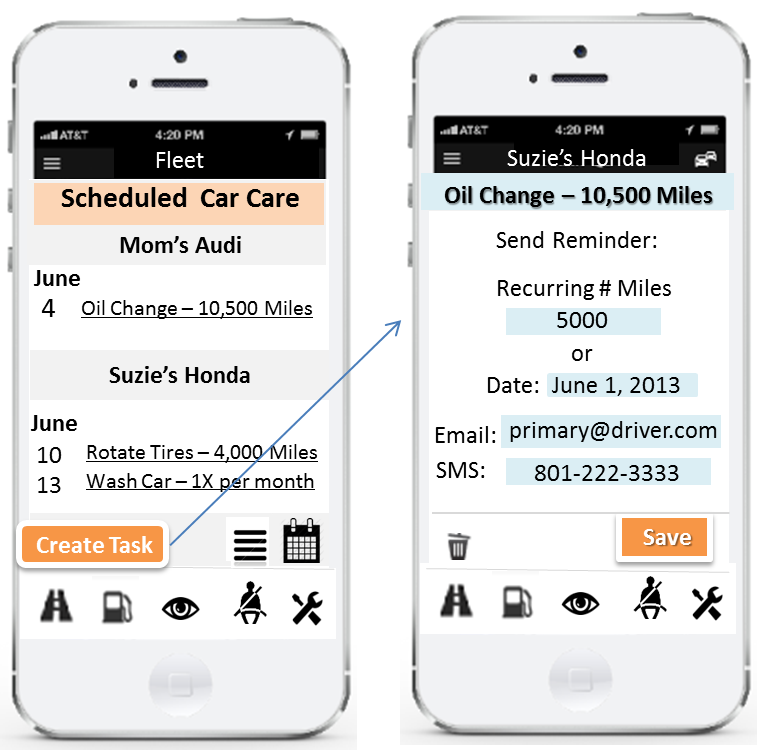 AT&T 4:20 PM
Fleet
Scheduled Car Care
Mom's Audi
June
4 Oil Change – 10,500 Miles
Suzie's Honda
June
10 Rotate Tires – 4,000 Miles
13 Wash Car – 1X per month
Create Task
AT&T 4:20 PM
Suzie's Honda
Oil Change – 10,500 Miles
Send Reminder:
Recurring # Miles
5000
or
Date: June 1, 2013
Email: primary@driver.com
SMS: 801-222-3333
Save